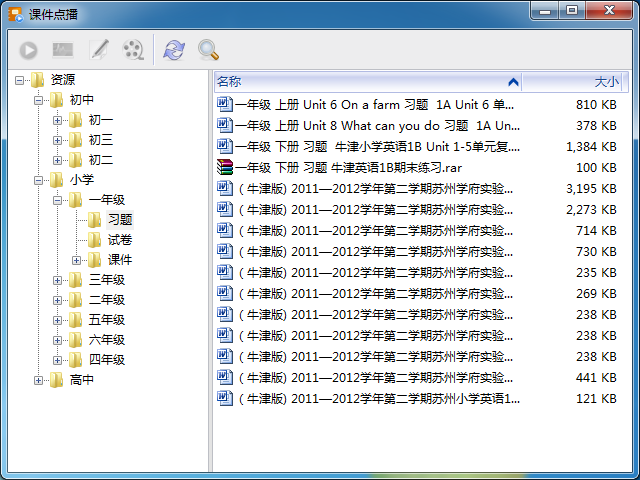 课件点播
资源
初中
初一
初三
初二
小学
一年级
习题
试卷
课件
三年级
二年级
五年级
六年级
四年级
高中
名称 大小
一年级 上册 Unit 6 On a farm 习题 1A Unit 6 单... 810 KB
一年级 上册 Unit 8 What can you do 习题 1A Un... 378 KB
一年级 下册 习题 牛津小学英语1B Unit 1-5单元复... 1,384 KB
一年级 下册 习题 牛津英语1B期末练习.rar 100 KB
( 牛津版) 2011—2012学年第二学期苏州学府实验... 3,195 KB
( 牛津版) 2011—2012学年第二学期苏州学府实验... 2,273 KB
( 牛津版) 2011—2012学年第二学期苏州学府实验... 714 KB
( 牛津版) 2011—2012学年第二学期苏州学府实验... 730 KB
( 牛津版) 2011—2012学年第二学期苏州学府实验... 235 KB
( 牛津版) 2011—2012学年第二学期苏州学府实验... 269 KB
( 牛津版) 2011—2012学年第二学期苏州学府实验... 238 KB
( 牛津版) 2011—2012学年第二学期苏州学府实验... 238 KB
( 牛津版) 2011—2012学年第二学期苏州学府实验... 238 KB
( 牛津版) 2011—2012学年第二学期苏州学府实验... 441 KB
( 牛津版) 2011—2012学年第二学期苏州小学英语1... 121 KB